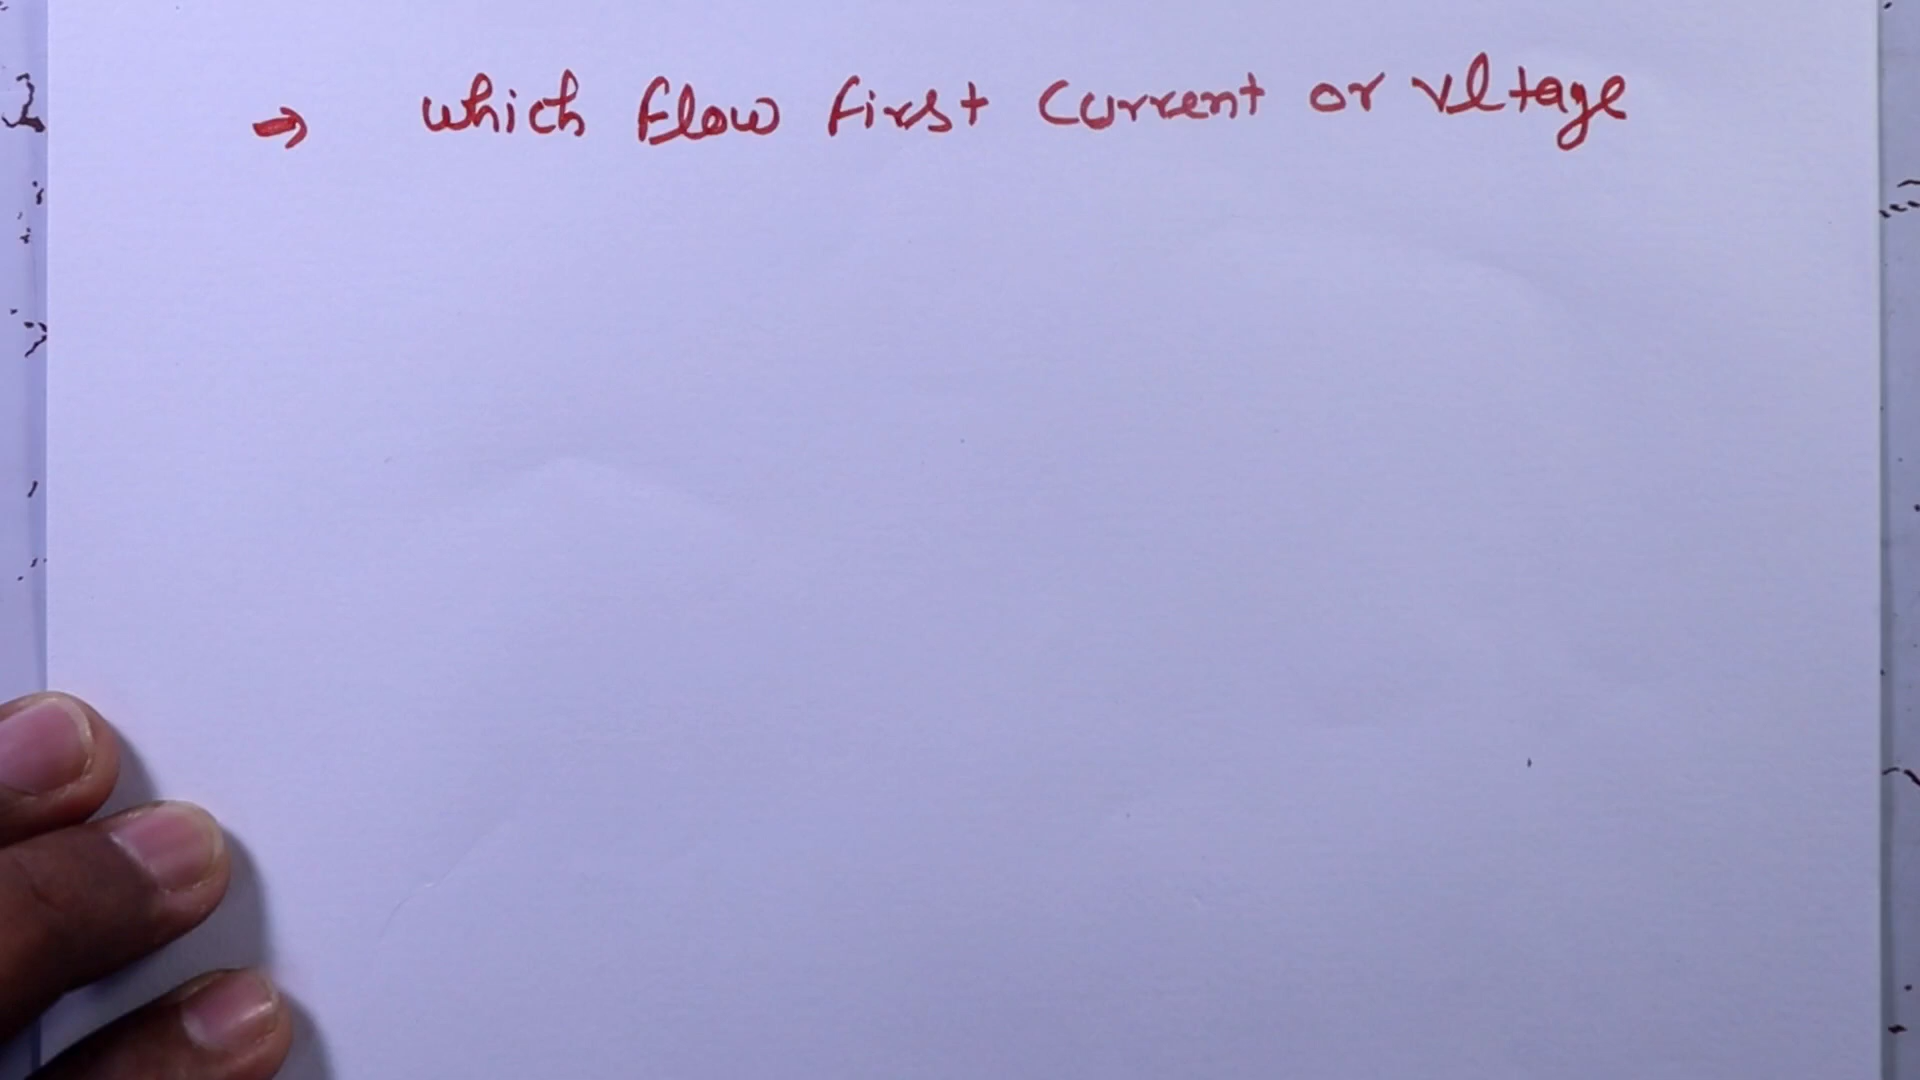 → which flow first current or vltage